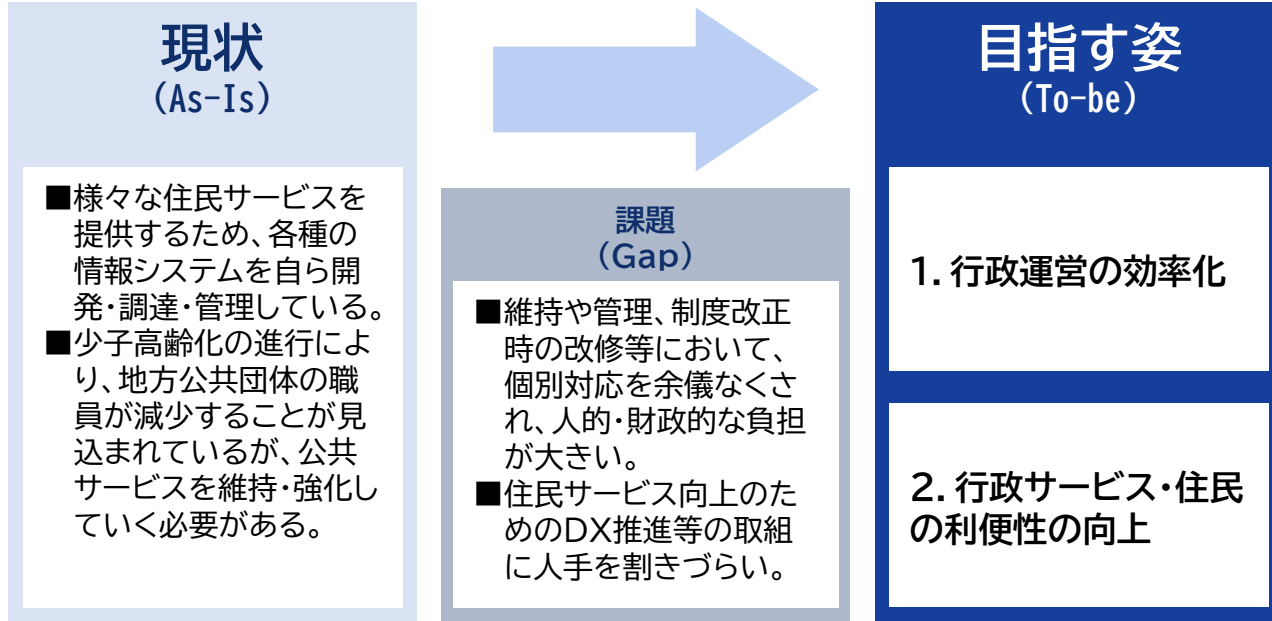 現状
(As-Is)
■様々な住民サービスを
提供するため、各種の
情報システムを自ら開
発・調達・管理している。
■少子高齢化の進行によ
り、地方公共団体の職
員が減少することが見
込まれているが、公共
サービスを維持・強化し
ていく必要がある。
課題
(Gap)
■維持や管理、制度改正
時の改修等において、
個別対応を余儀なくさ
れ、人的・財政的な負担
が大きい。
■住民サービス向上のた
めのDX推進等の取組
に人手を割きづらい。
目指す姿
(To-be)
1. 行政運営の効率化
2. 行政サービス・住民
の利便性の向上